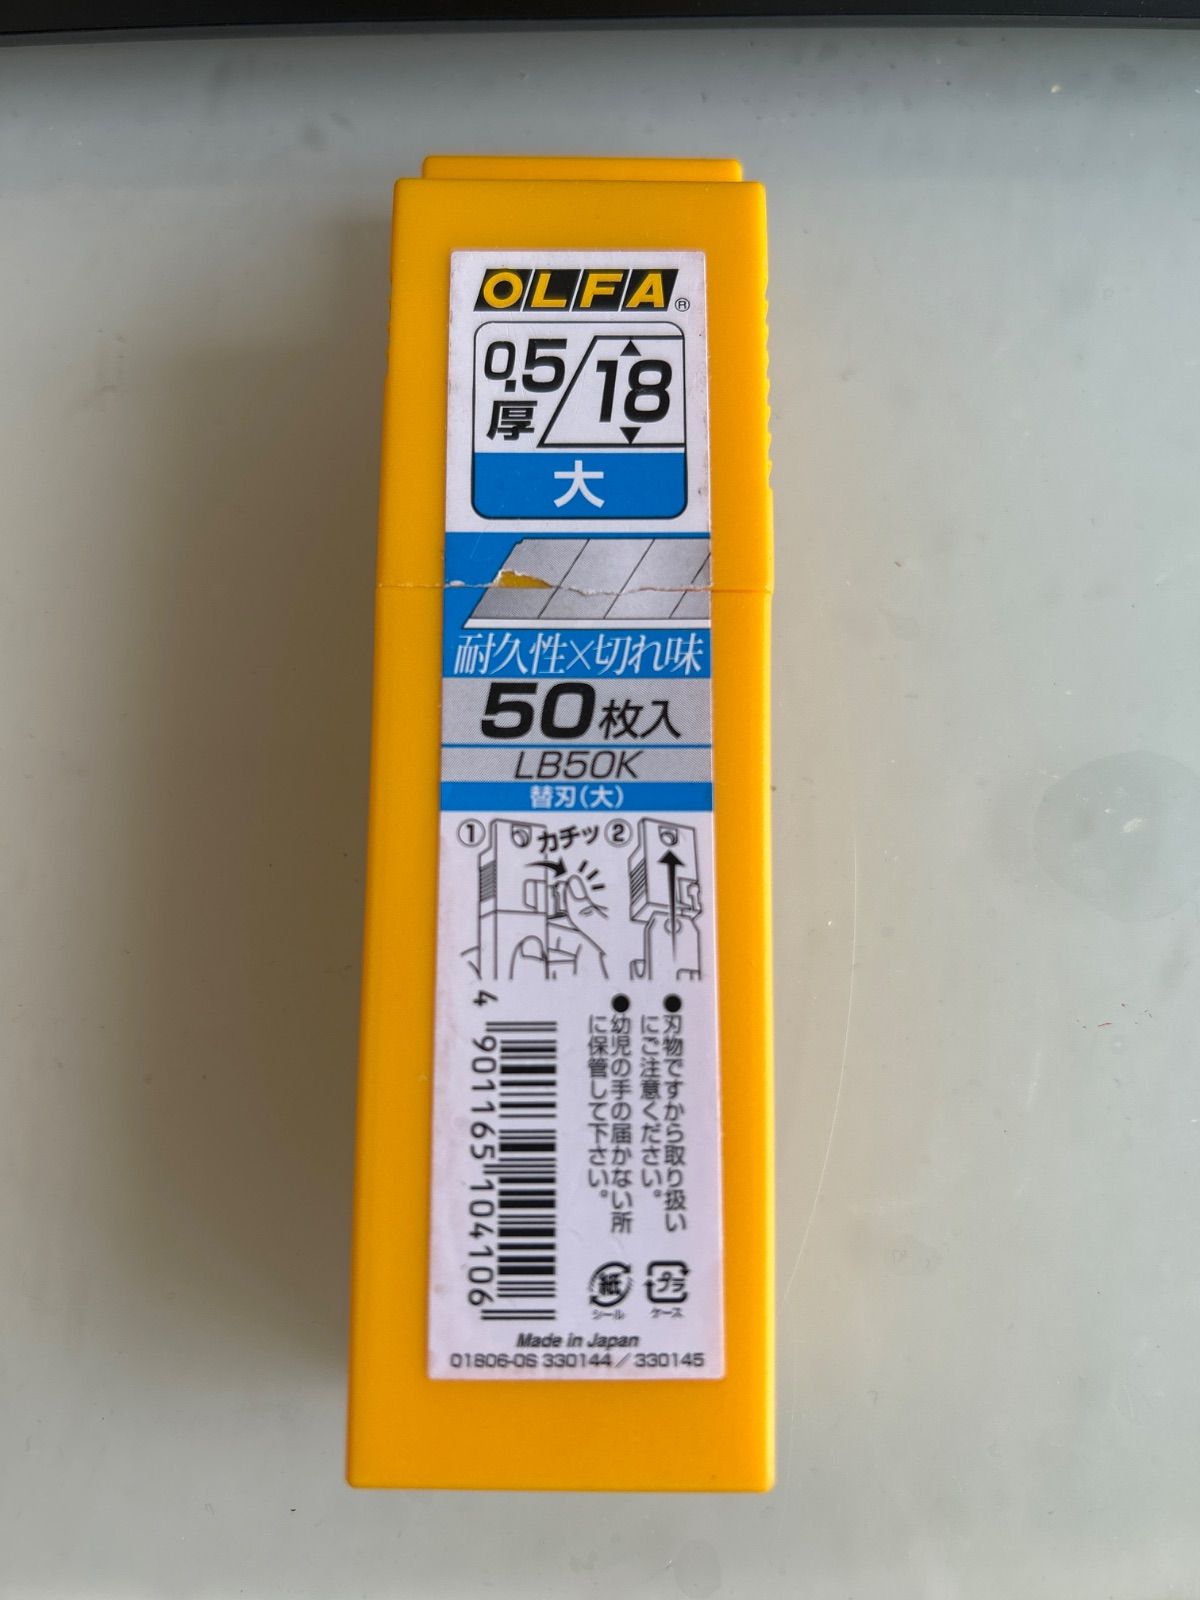 OLFA®
0.5厚/18
大
耐久性×切れ味
50枚入
LB50K
替刃(大)
① カチッ ②
●刃物ですから取り扱い
にご注意ください。
●幼児の手の届かない所
に保管して下さい。
4 901165 104106
紙 プラ
シール ケース
Made in Japan
01806-0S 330144/330145